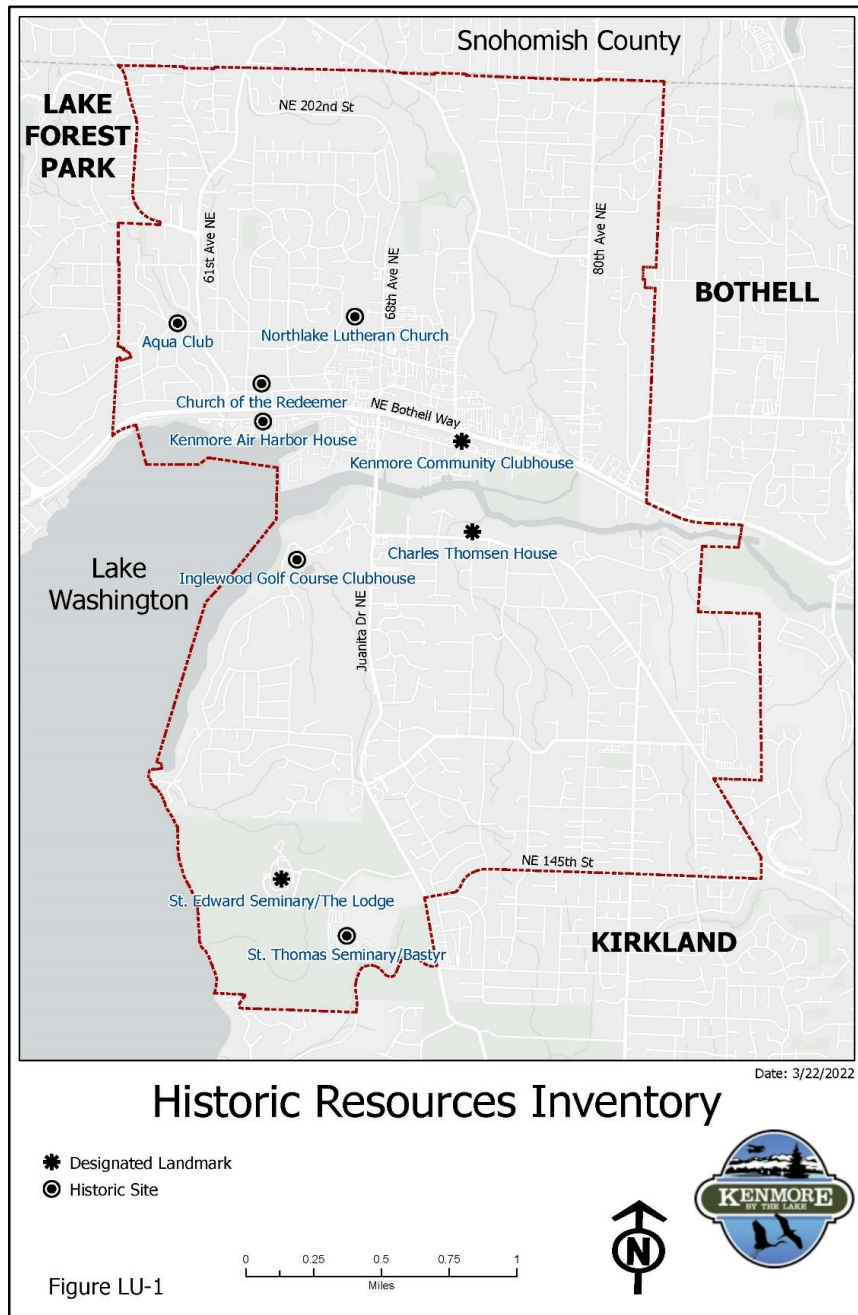 Snohomish County
LAKE
FOREST
PARK
NE 202nd St
61st Ave NE
68th Ave NE
80th Ave NE
BOTHELL
Aqua Club
Northlake Lutheran Church
Church of the Redeemer
NE Bothell Way
Kenmore Air Harbor House
Kenmore Community Clubhouse
Charles Thomsen House
Lake
Washington
Inglewood Golf Course Clubhouse
Juanita Dr NE
NE 145th St
St. Edward Seminary/The Lodge
KIRKLAND
St. Thomas Seminary/Bastyr
Date: 3/22/2022
Historic Resources Inventory
Designated Landmark
Historic Site
KENMORE
BY THE LAKE
N
0 0.25 0.5 0.75 1
Miles
Figure LU-1